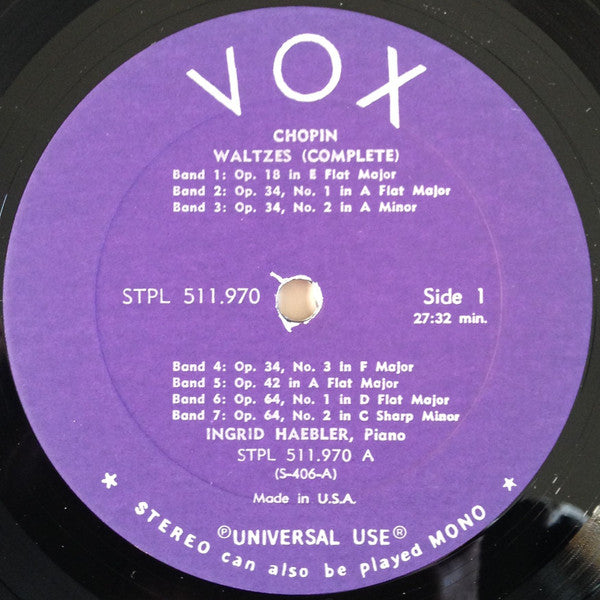 VOX
CHOPIN
WALTZES (COMPLETE)
Band 1: Op. 18 in E Flat Major
Band 2: Op. 34, No. 1 in A Flat Major
Band 3: Op. 34, No. 2 in A Minor
STPL 511.970
Side 1
27:32 min.
Band 4: Op. 34, No. 3 in F Major
Band 5: Op. 42 in A Flat Major
Band 6: Op. 64, No. 1 in D Flat Major
Band 7: Op. 64, No. 2 in C Sharp Minor
INGRID HAEBLER, Piano
STPL 511.970 A
(S-406-A)
Made in U.S.A.
℗UNIVERSAL USE®
★ STEREO can also be played MONO ★